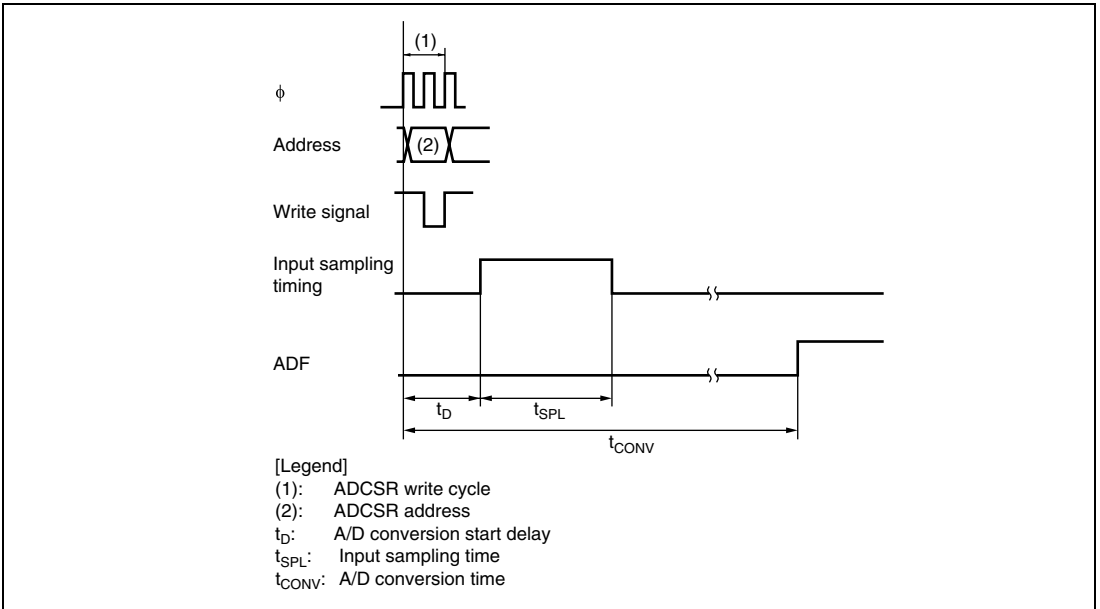 (1)
ϕ
Address
(2)
Write signal
Input sampling
timing
ADF
tD
tSPL
tCONV
[Legend]
(1): ADCSR write cycle
(2): ADCSR address
tD: A/D conversion start delay
tSPL: Input sampling time
tCONV: A/D conversion time